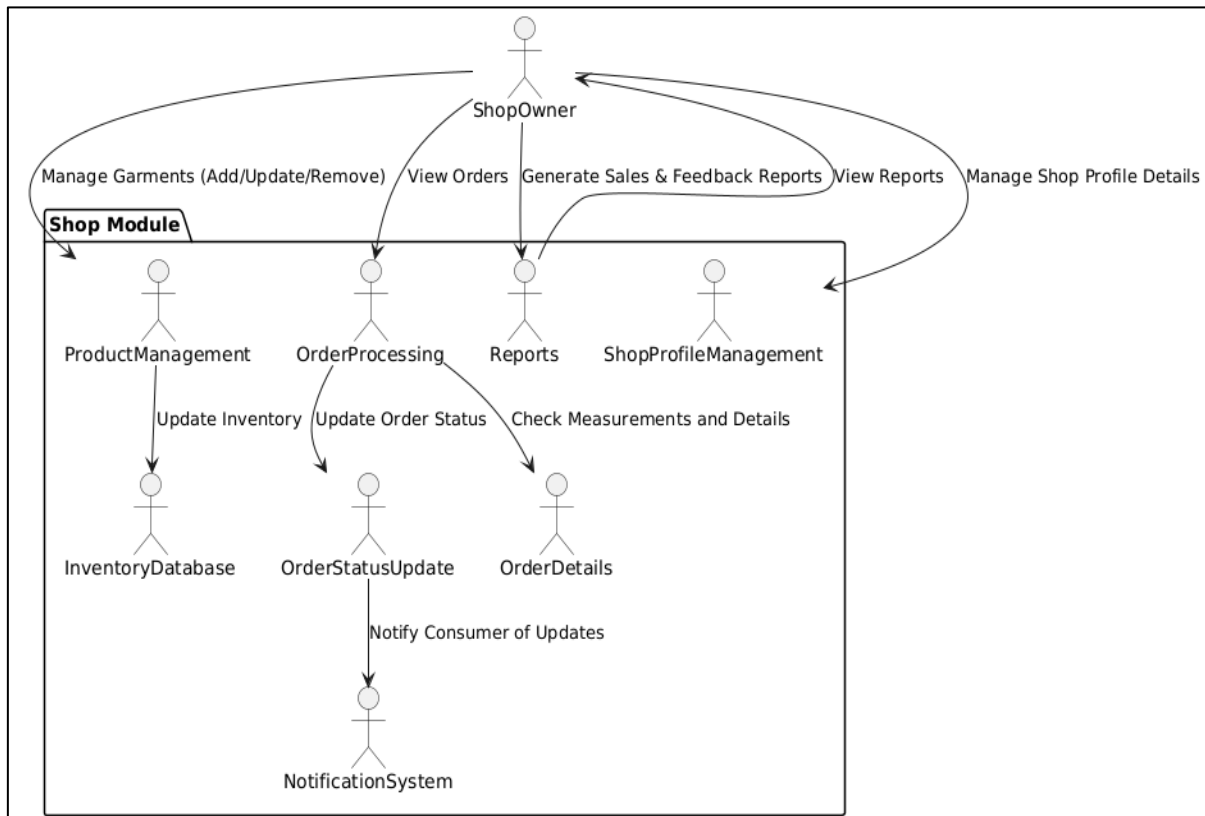 ShopOwner
Manage Garments (Add/Update/Remove)
View Orders
Generate Sales & Feedback Reports
View Reports
Manage Shop Profile Details
Shop Module
ProductManagement
OrderProcessing
Reports
ShopProfileManagement
Update Inventory
Update Order Status
Check Measurements and Details
InventoryDatabase
OrderStatusUpdate
OrderDetails
Notify Consumer of Updates
NotificationSystem